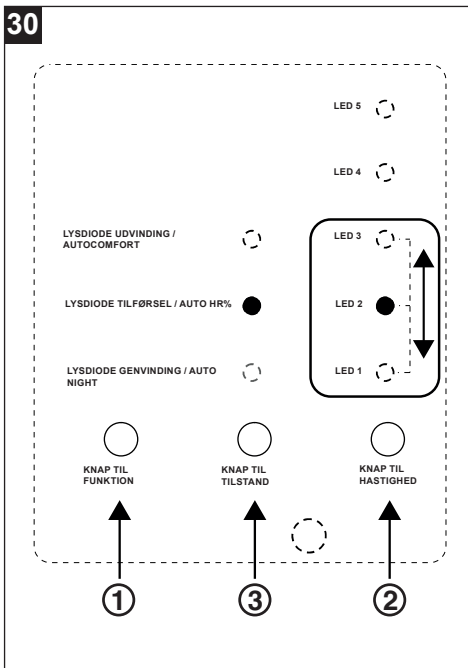 30
LED 5
LED 4
LYSDIODE UDVINDING /
AUTOCOMFORT
LED 3
LYSDIODE TILFØRSEL / AUTO HR%
LED 2
LYSDIODE GENVINDING / AUTO
NIGHT
LED 1
KNAP TIL
FUNKTION
KNAP TIL
TILSTAND
KNAP TIL
HASTIGHED
1
3
2